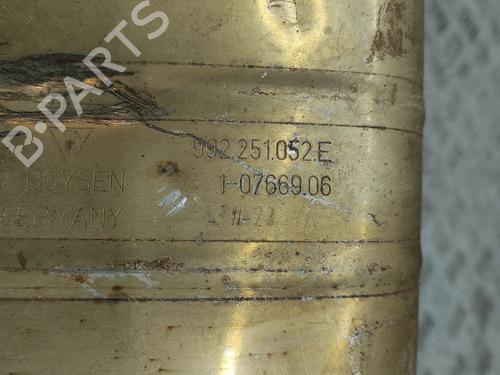 B-PARTS
992.251.052.E
BOYSEN 1-07669.06
GERMANY